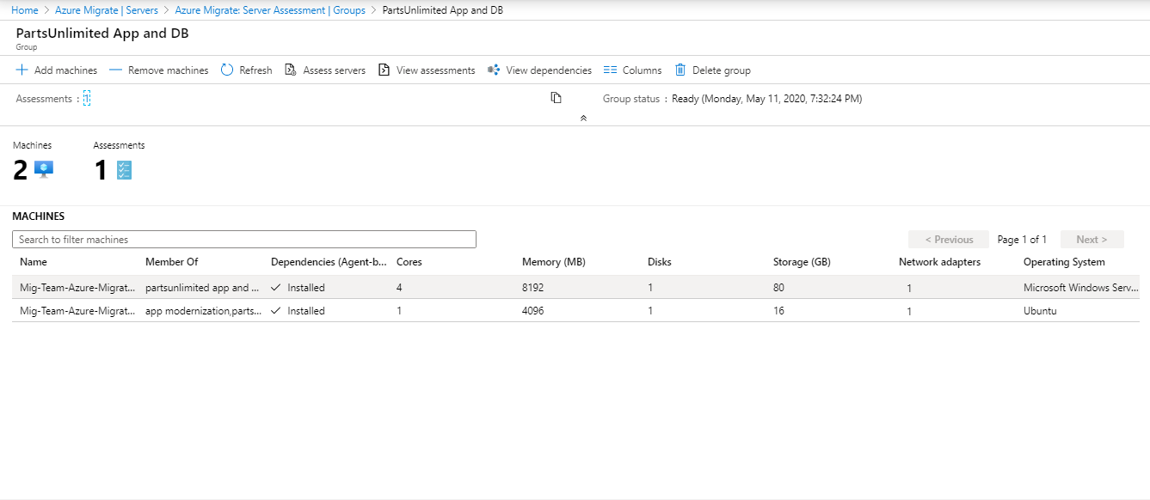 Home > Azure Migrate | Servers > Azure Migrate: Server Assessment | Groups > PartsUnlimited App and DB
PartsUnlimited App and DB
Group
Add machines Remove machines Refresh Assess servers View assessments View dependencies Columns Delete group
Assessments : 1 Group status : Ready (Monday, May 11, 2020, 7:32:24 PM)
Machines Assessments
2 1
MACHINES
Search to filter machines < Previous Page 1 of 1 Next >
Name Member Of Dependencies (Agent-b... Cores Memory (MB) Disks Storage (GB) Network adapters Operating System
Mig-Team-Azure-Migrat... partsunlimited app and ... Installed 4 8192 1 80 1 Microsoft Windows Serv...
Mig-Team-Azure-Migrat... app modernization,parts... Installed 1 4096 1 16 1 Ubuntu